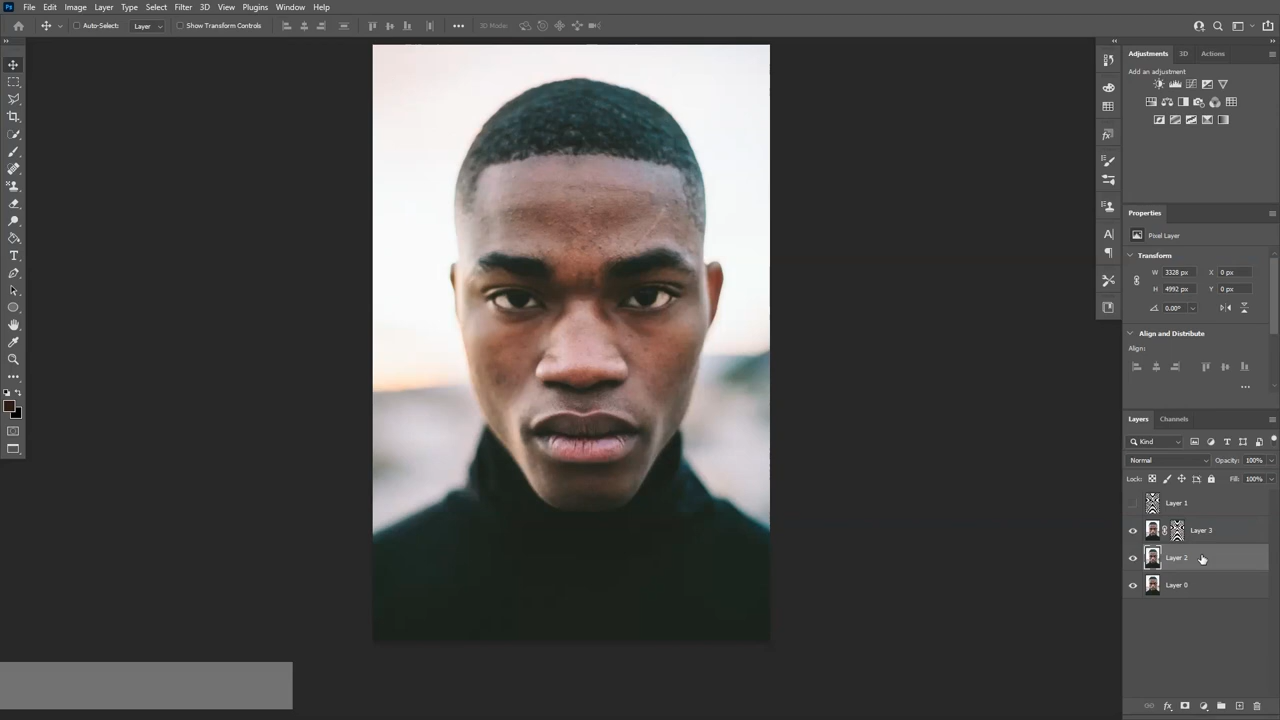 Ps File Edit Image Layer Type Select Filter 3D View Plugins Window Help
Auto-Select: Layer Show Transform Controls 3D Mode:
Adjustments 3D Actions
Add an adjustment
Properties
Pixel Layer
Transform
W 3328 px X 0 px
H 4992 px Y 0 px
0.00°
Align and Distribute
Align:
Layers Channels
Kind
Normal Opacity: 100%
Lock: Fill: 100%
Layer 1
Layer 3
Layer 2
Layer 0